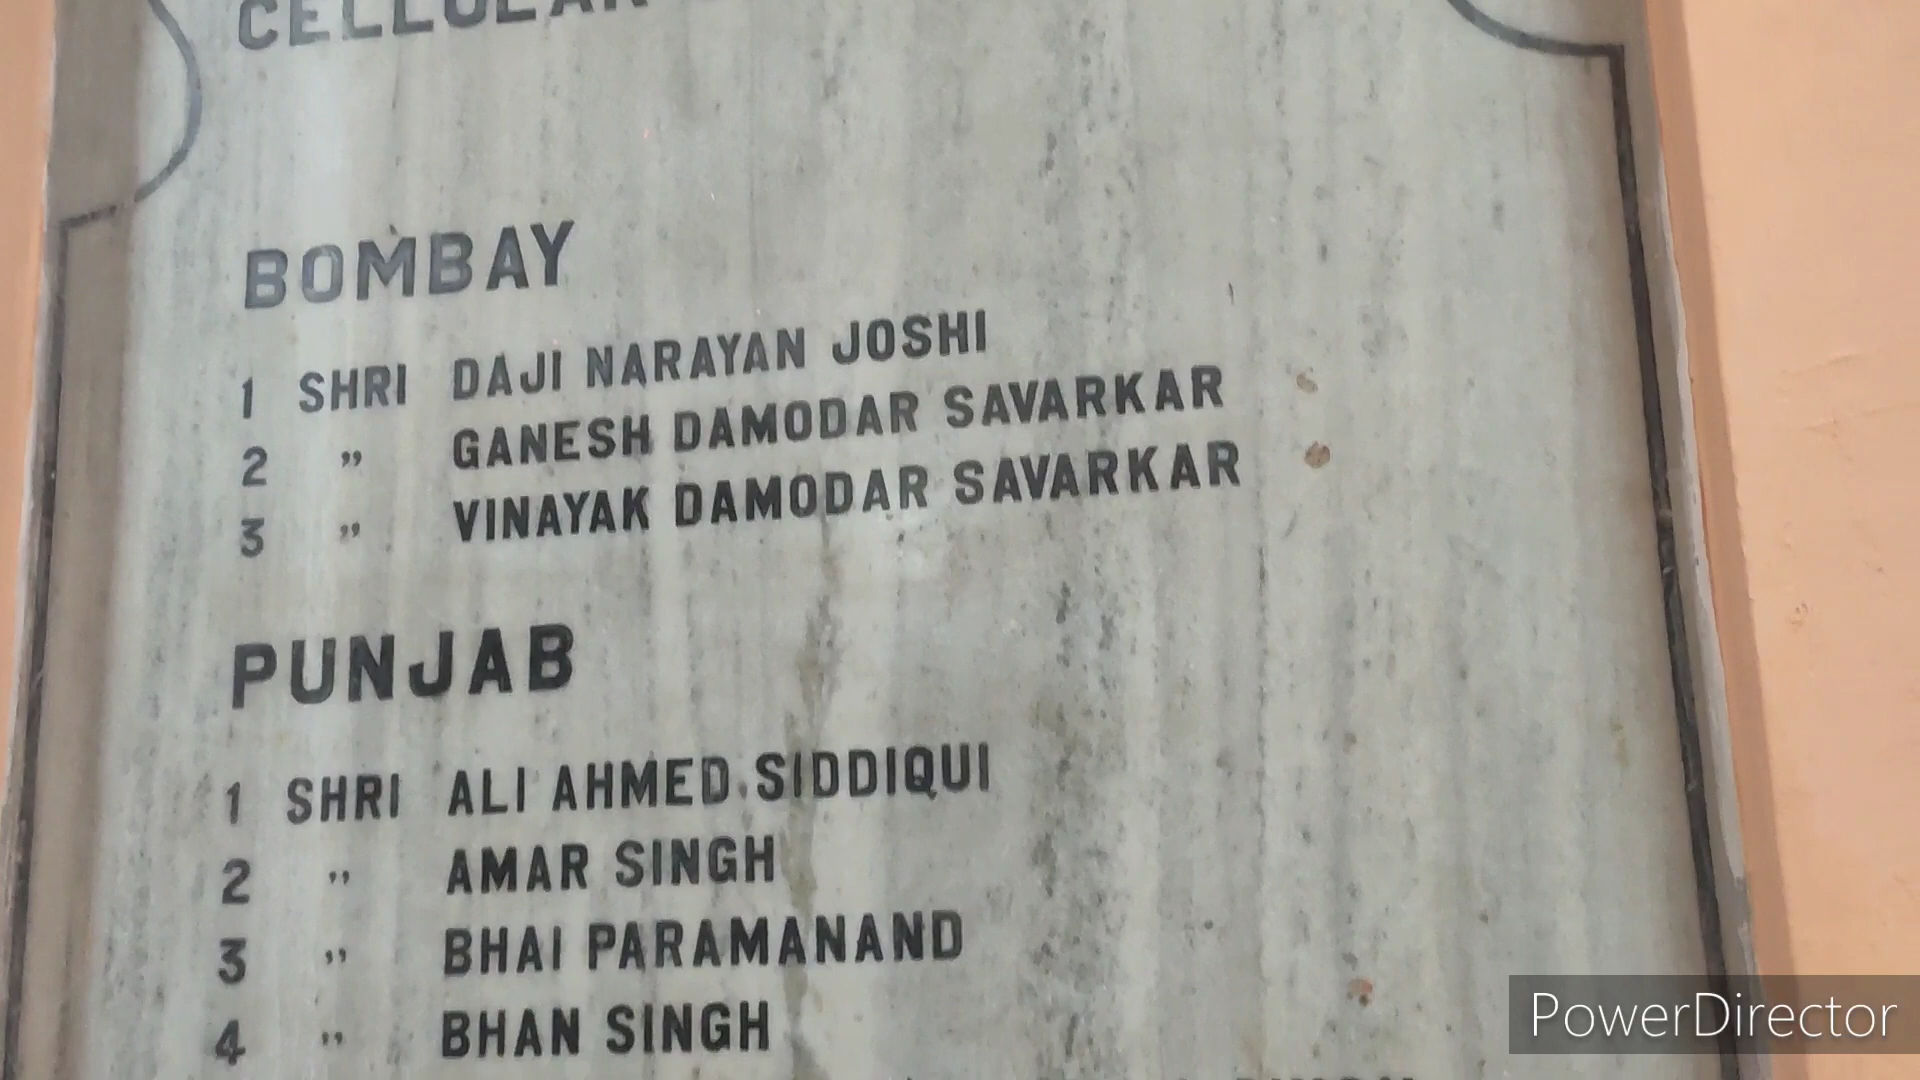 CELLULAR
BOMBAY
1 SHRI DAJI NARAYAN JOSHI
2 " GANESH DAMODAR SAVARKAR
3 " VINAYAK DAMODAR SAVARKAR
PUNJAB
1 SHRI ALI AHMED SIDDIQUI
2 " AMAR SINGH
3 " BHAI PARAMANAND
4 " BHAN SINGH
PowerDirector